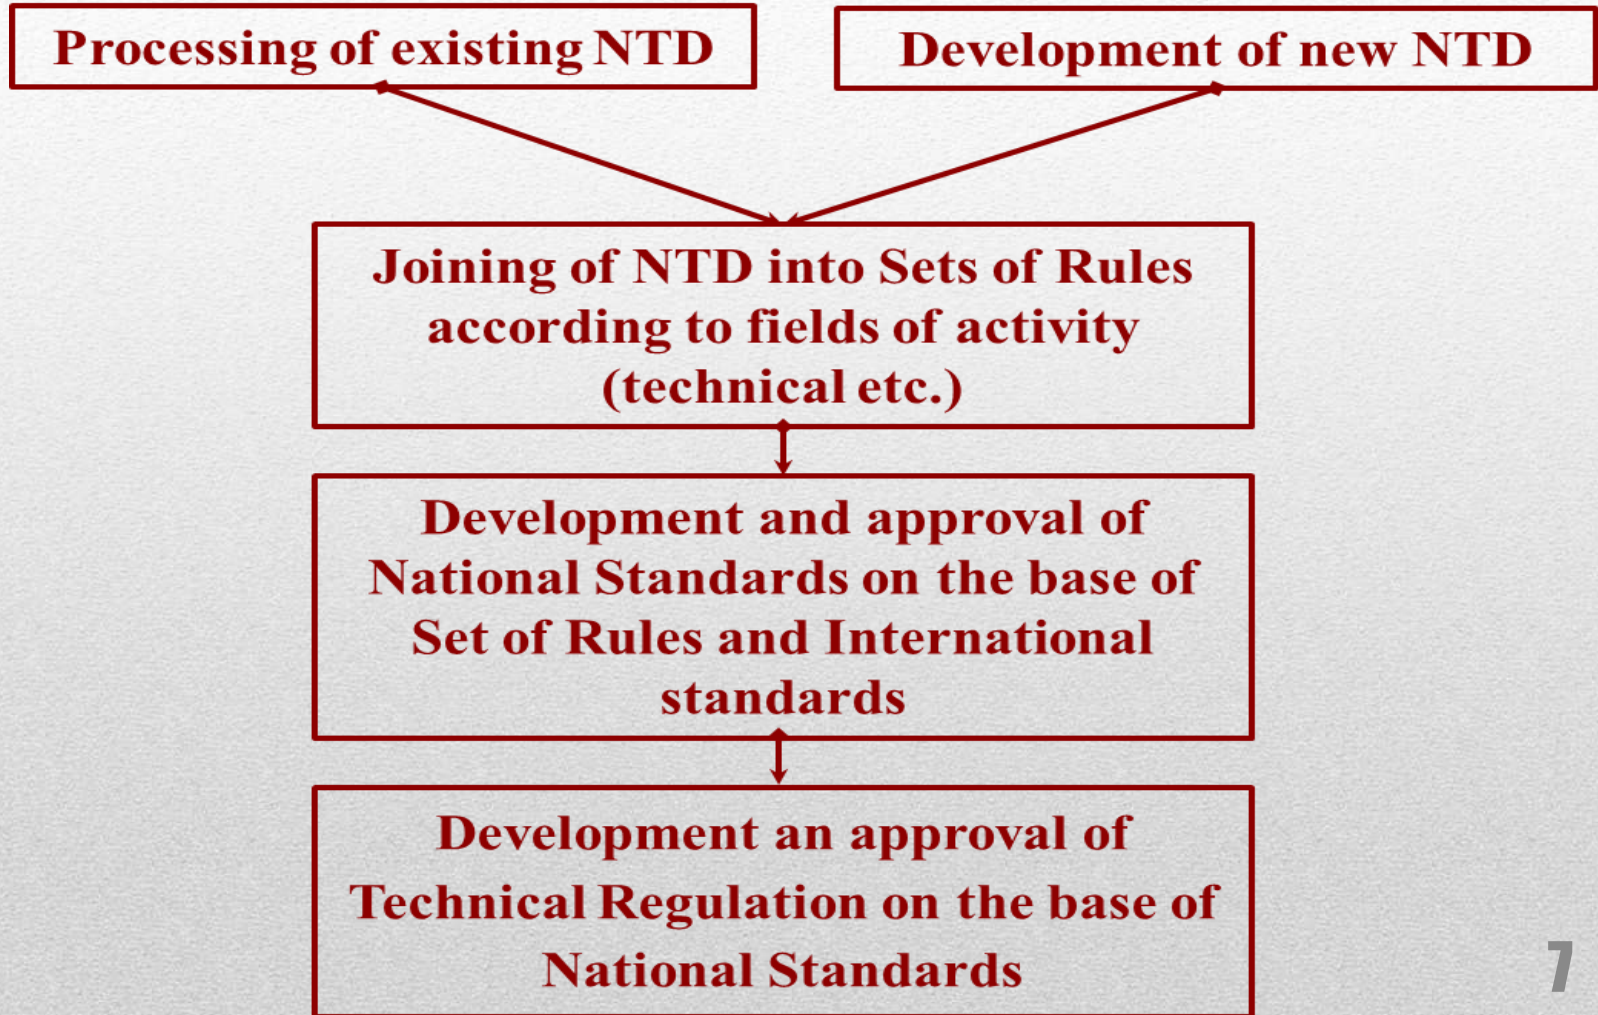 Processing of existing NTD
Development of new NTD
Joining of NTD into Sets of Rules
according to fields of activity
(technical etc.)
Development and approval of
National Standards on the base of
Set of Rules and International
standards
Development an approval of
Technical Regulation on the base of
National Standards
7